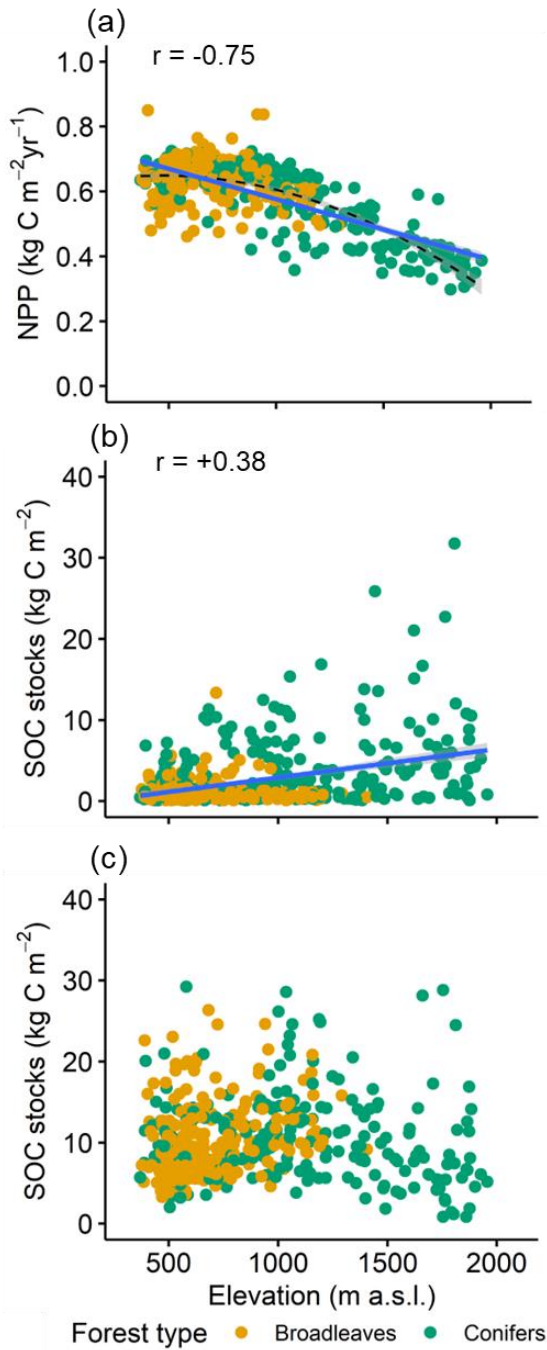 (a)
r = -0.75
NPP (kg C m⁻²yr⁻¹)
1.0
0.8
0.6
0.4
0.2
0.0
(b)
r = +0.38
SOC stocks (kg C m⁻²)
40
30
20
10
0
(c)
SOC stocks (kg C m⁻²)
40
30
20
10
0
500 1000 1500 2000
Elevation (m a.s.l.)
Forest type Broadleaves Conifers